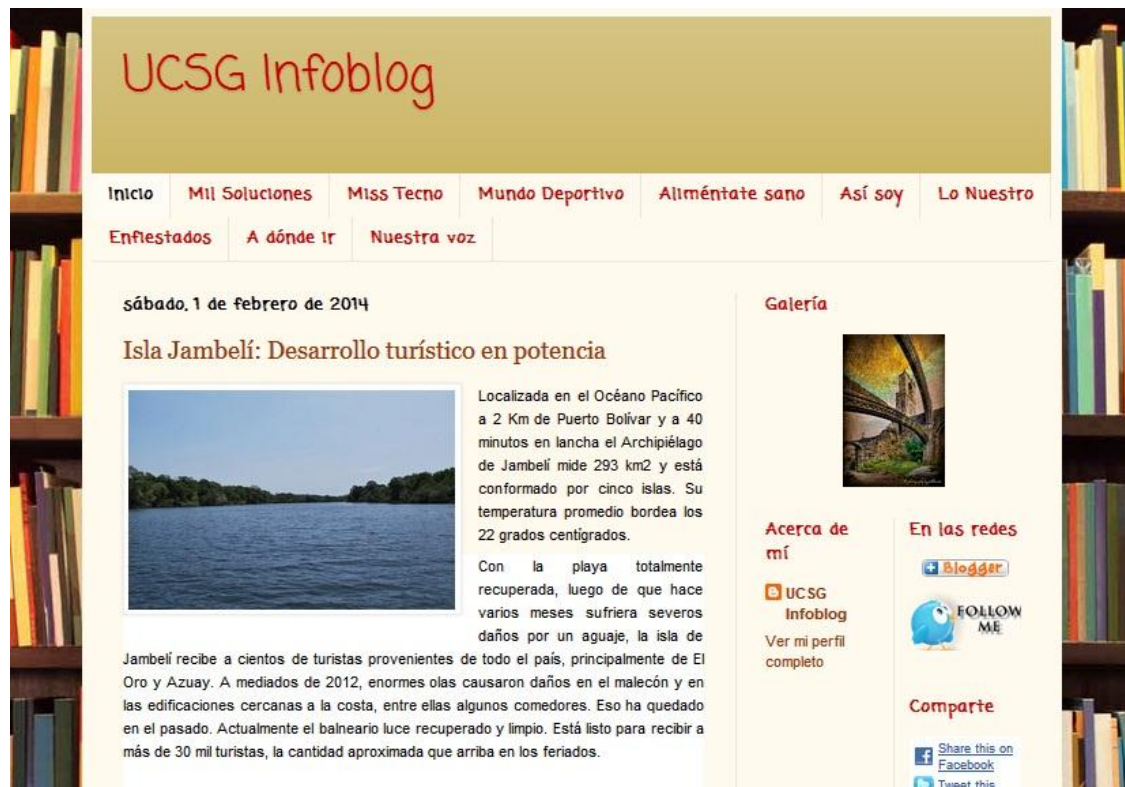 UCSG Infoblog
Inicio
Mil Soluciones
Miss Tecno
Mundo Deportivo
Aliméntate sano
Así soy
Lo Nuestro
Enfiestados
A dónde ir
Nuestra voz
sábado, 1 de febrero de 2014
Isla Jambelí: Desarrollo turístico en potencia
Localizada en el Océano Pacífico
a 2 Km de Puerto Bolívar y a 40
minutos en lancha el Archipiélago
de Jambelí mide 293 km2 y está
conformado por cinco islas. Su
temperatura promedio bordea los
22 grados centígrados.
Con la playa totalmente
recuperada, luego de que hace
varios meses sufriera severos
daños por un aguaje, la isla de
Jambelí recibe a cientos de turistas provenientes de todo el país, principalmente de El
Oro y Azuay. A mediados de 2012, enormes olas causaron daños en el malecón y en
las edificaciones cercanas a la costa, entre ellas algunos comedores. Eso ha quedado
en el pasado. Actualmente el balneario luce recuperado y limpio. Está listo para recibir a
más de 30 mil turistas, la cantidad aproximada que arriba en los feriados.
Galería
Acerca de
mí
UCSG
Infoblog
Ver mi perfil
completo
En las redes
Blogger
FOLLOW
ME
Comparte
Share this on
Facebook
Tweet this